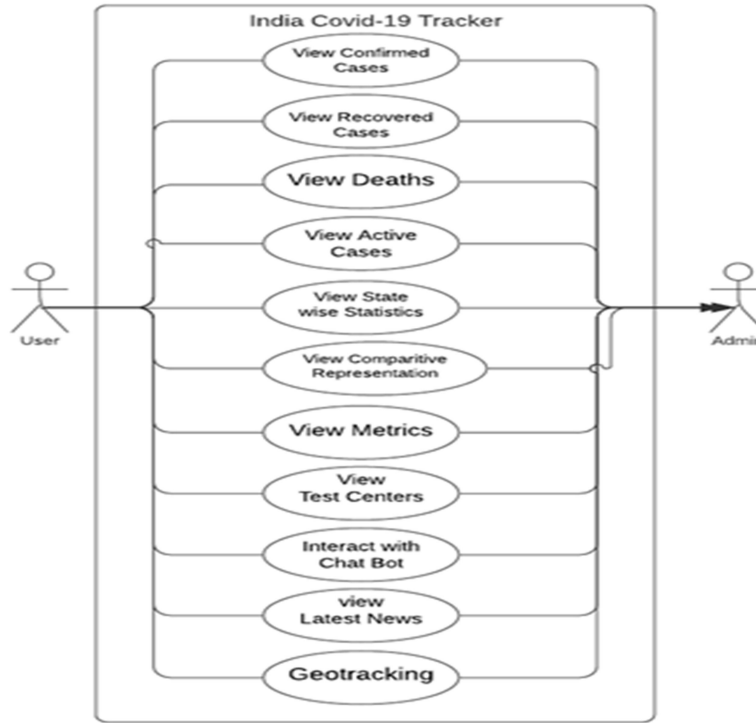 India Covid-19 Tracker
View Confirmed
Cases
View Recovered
Cases
View Deaths
View Active
Cases
View State
wise Statistics
User
Admin
View Comparitive
Representation
View Metrics
View
Test Centers
Interact with
Chat Bot
view
Latest News
Geotracking